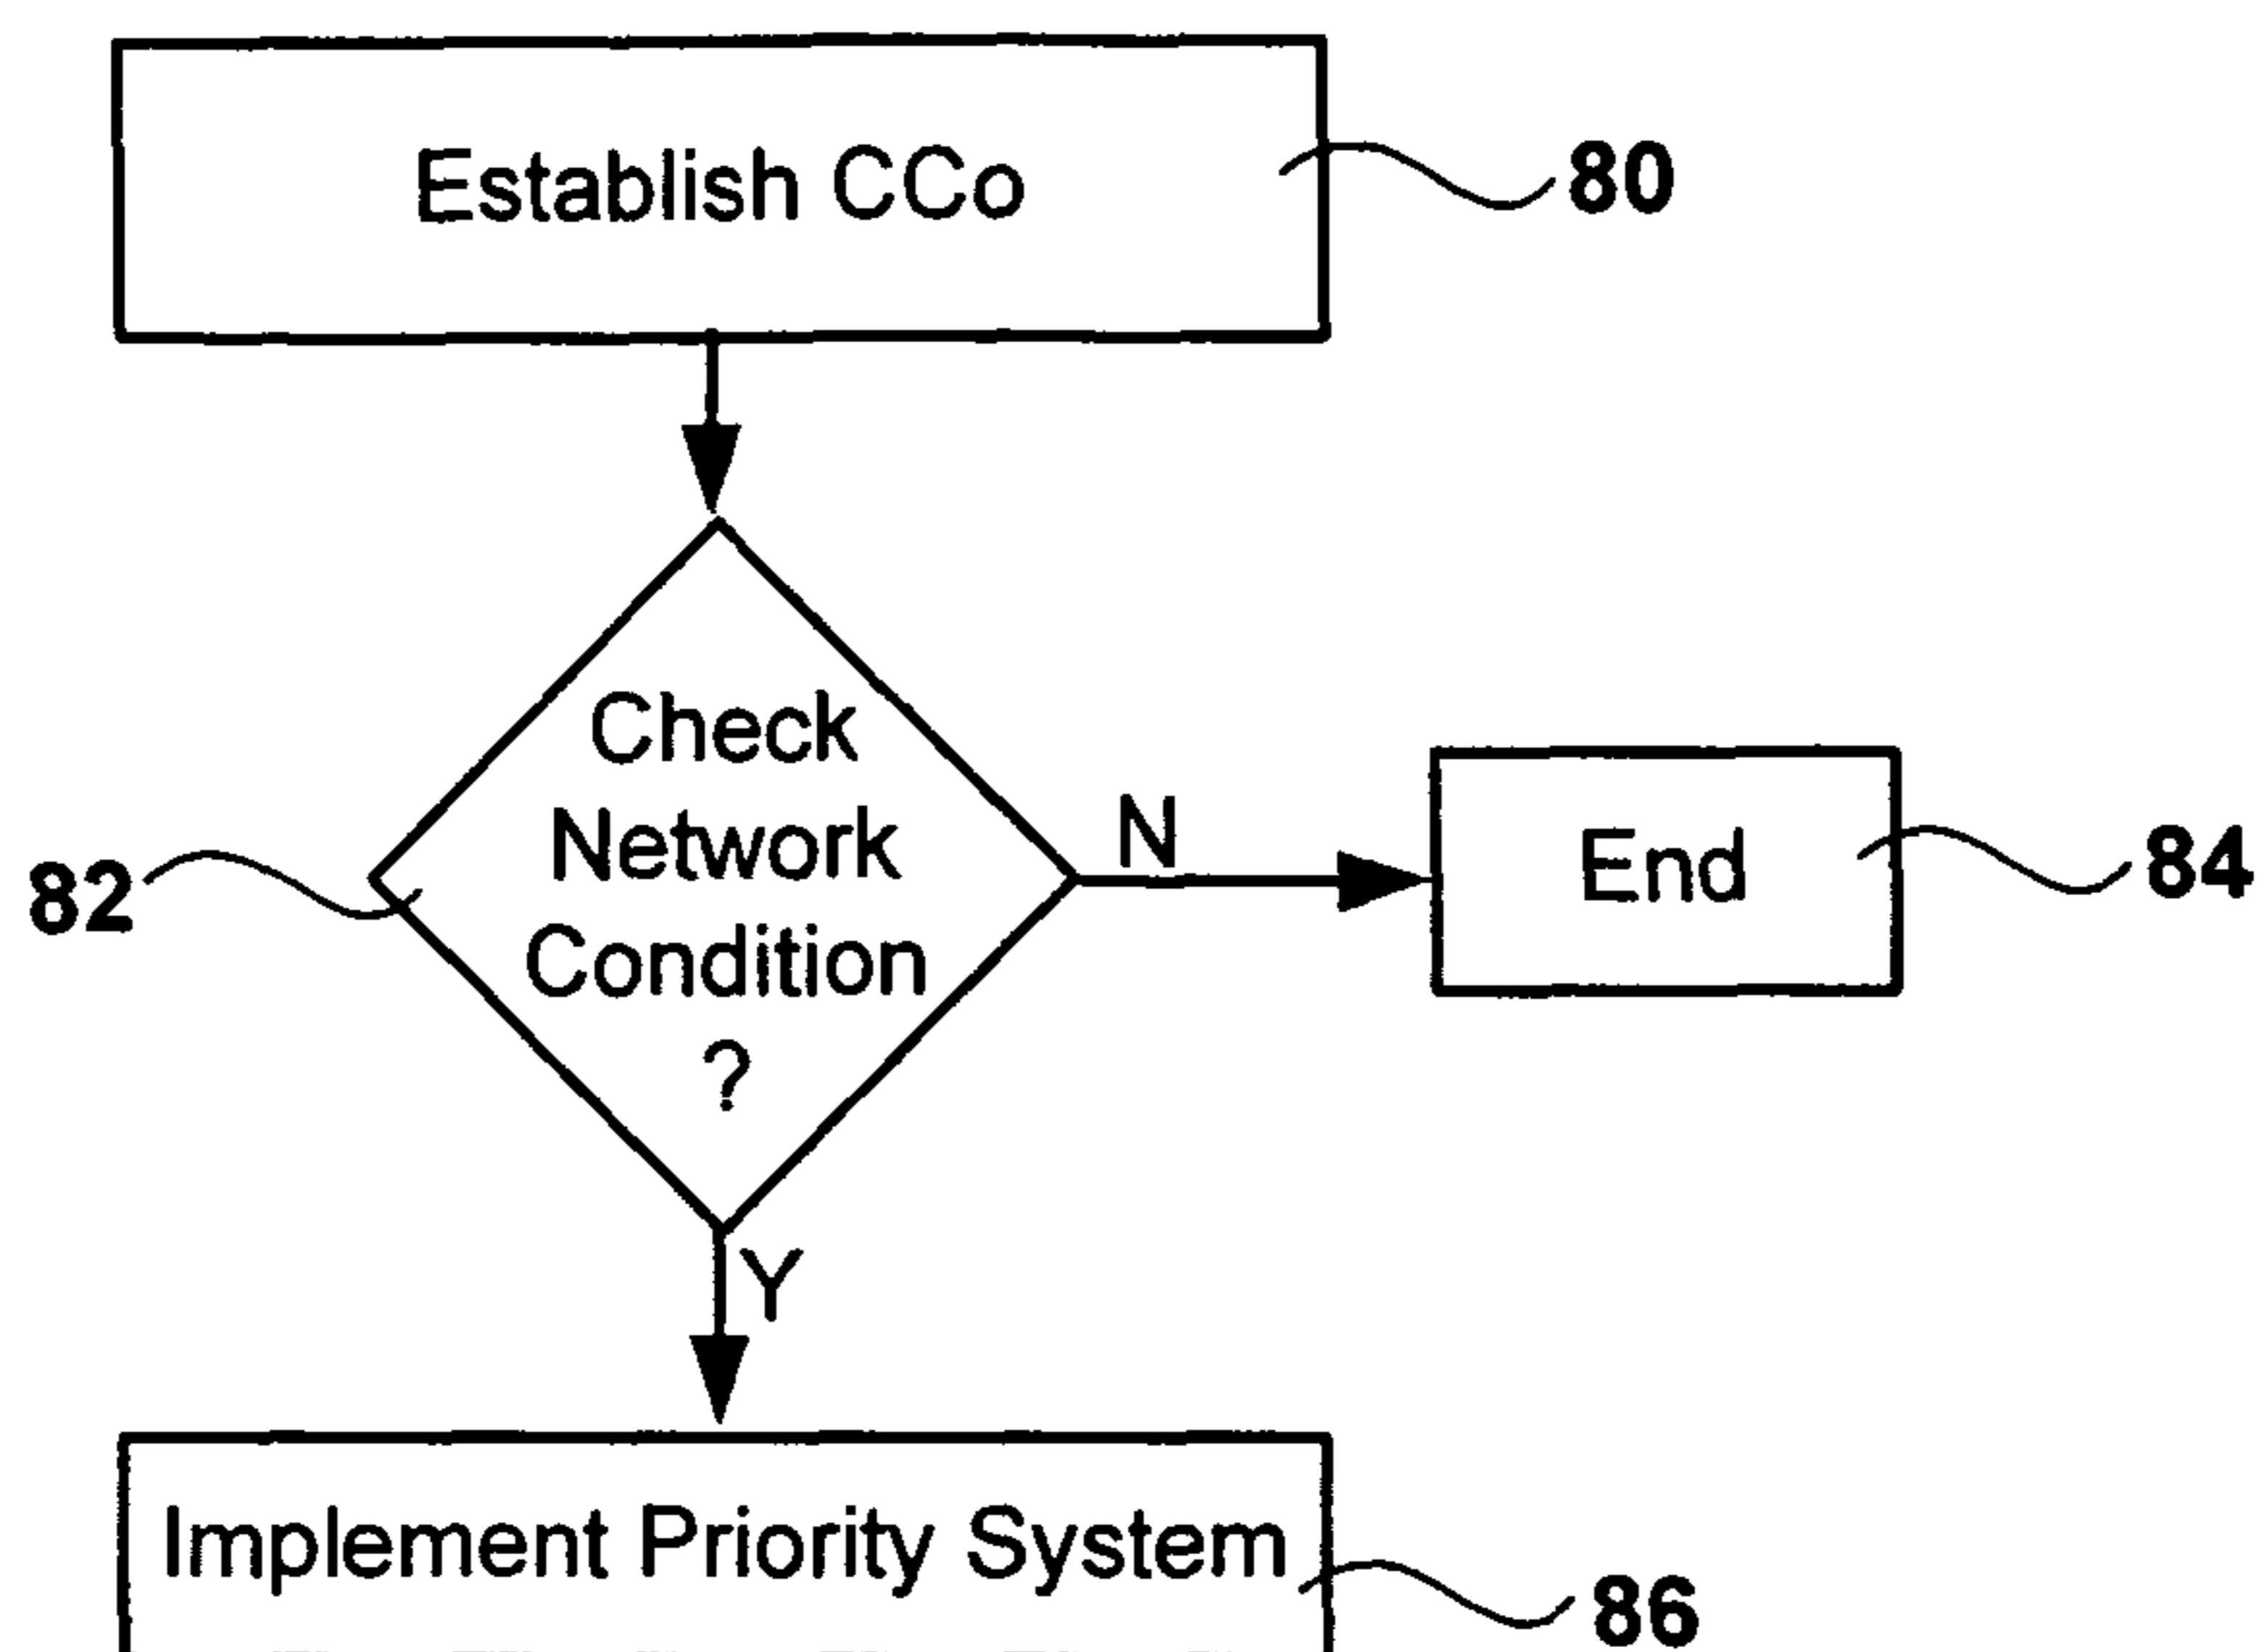 Establish CCo
80
Check
Network
Condition
?
82
N
End
84
Y
Implement Priority System
86